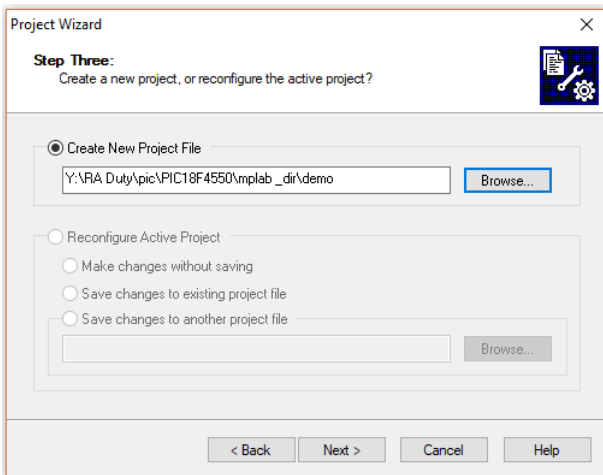 Project Wizard
Step Three:
Create a new project, or reconfigure the active project?
Create New Project File
Y:\RA Duty\pic\PIC18F4550\mplab _dir\demo
Browse...
Reconfigure Active Project
Make changes without saving
Save changes to existing project file
Save changes to another project file
Browse...
< Back
Next >
Cancel
Help